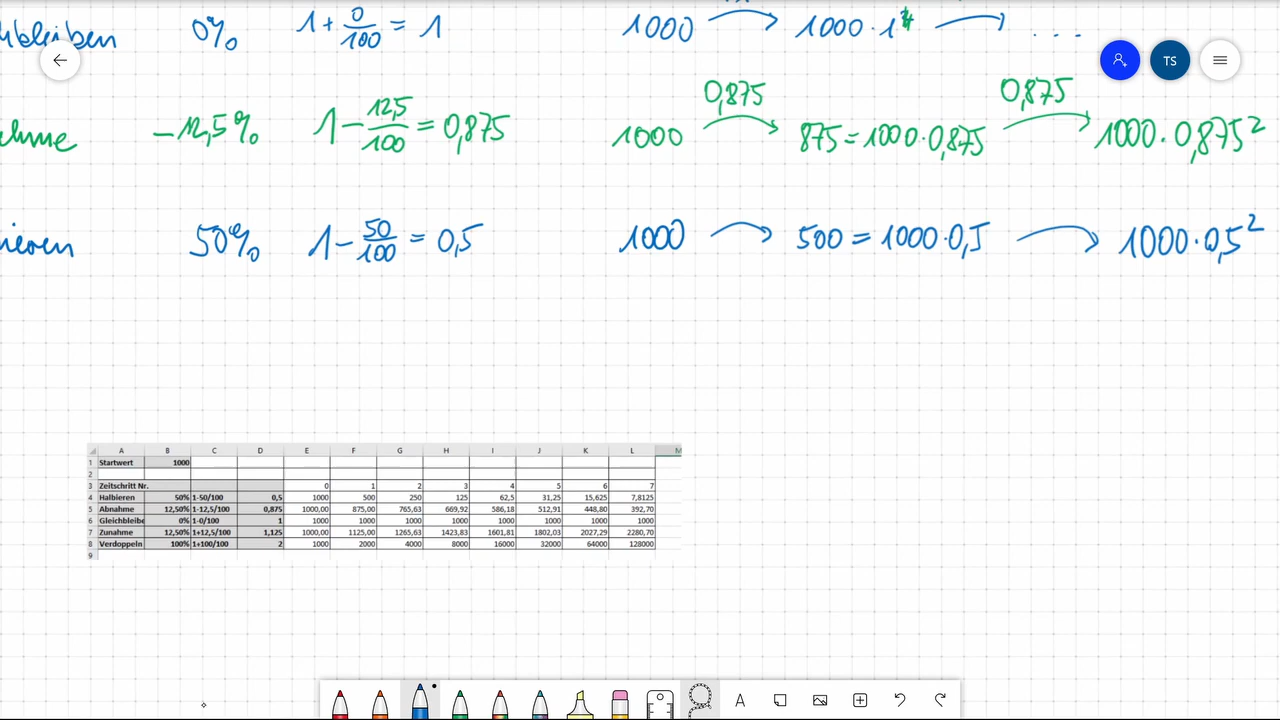 bleiben 0% 1 + 0/100 = 1 1000 → 1000 · 1 → ...
0,875 0,875
ahme -12,5% 1 - 12,5/100 = 0,875 1000 → 875 = 1000 · 0,875 → 1000 · 0,875²
ieren 50% 1 - 50/100 = 0,5 1000 → 500 = 1000 · 0,5 → 1000 · 0,5²
A B C D E F G H I J K L M
1 Startwert 1000
2
3 Zeitschritt Nr. 0 1 2 3 4 5 6 7
4 Halbieren 50% 1-50/100 0,5 1000 500 250 125 62,5 31,25 15,625 7,8125
5 Abnahme 12,50% 1-12,5/100 0,875 1000,00 875,00 765,63 669,92 586,18 512,91 448,80 392,70
6 Gleichbleibe 0% 1-0/100 1 1000 1000 1000 1000 1000 1000 1000 1000
7 Zunahme 12,50% 1+12,5/100 1,125 1000,00 1125,00 1265,63 1423,83 1601,81 1802,03 2027,29 2280,70
8 Verdoppeln 100% 1+100/100 2 1000 2000 4000 8000 16000 32000 64000 128000
9
TS
A